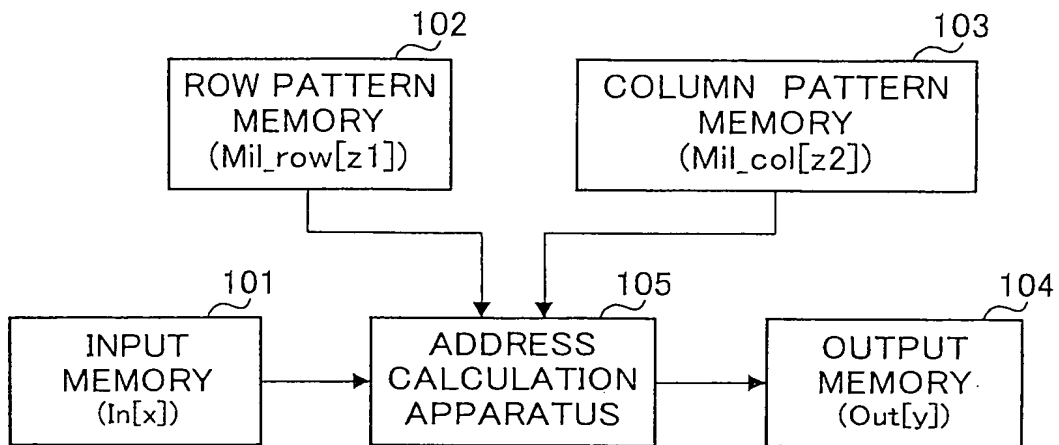 102
ROW PATTERN
MEMORY
(Mil_row[z1])
103
COLUMN PATTERN
MEMORY
(Mil_col[z2])
101
INPUT
MEMORY
(In[x])
105
ADDRESS
CALCULATION
APPARATUS
104
OUTPUT
MEMORY
(Out[y])